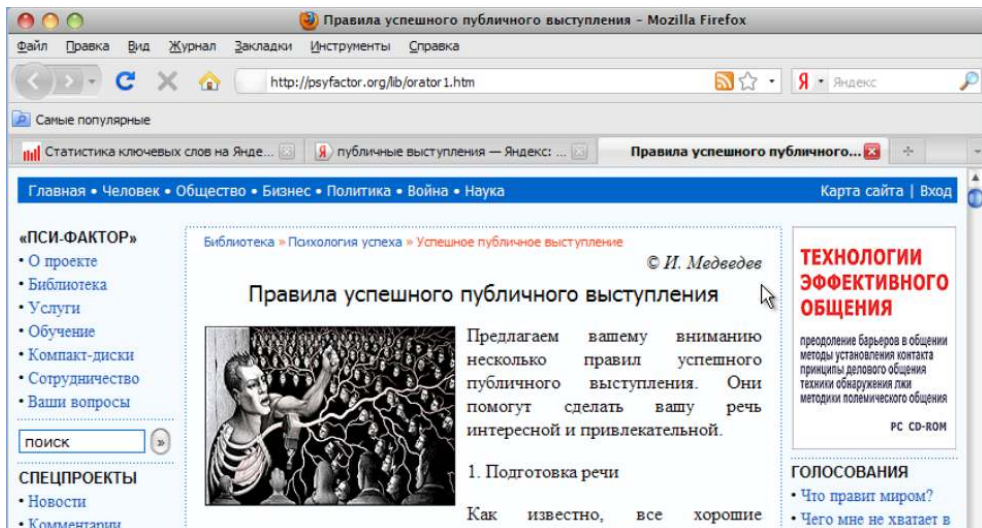 Правила успешного публичного выступления - Mozilla Firefox
Файл Правка Вид Журнал Закладки Инструменты Справка
http://psyfactor.org/lib/orator1.htm
Я Яндекс
Самые популярные
Статистика ключевых слов на Янде...
Я публичные выступления — Яндекс: ...
Правила успешного публичного...
Главная • Человек • Общество • Бизнес • Политика • Война • Наука
Карта сайта | Вход
«ПСИ-ФАКТОР»
• О проекте
• Библиотека
• Услуги
• Обучение
• Компакт-диски
• Сотрудничество
• Ваши вопросы
поиск »
СПЕЦПРОЕКТЫ
• Новости
• Комментарии
Библиотека » Психология успеха » Успешное публичное выступление
© И. Медведев
Правила успешного публичного выступления
Предлагаем вашему вниманию
несколько правил успешного
публичного выступления. Они
помогут сделать вашу речь
интересной и привлекательной.
1. Подготовка речи
Как известно, все хорошие
ТЕХНОЛОГИИ
ЭФФЕКТИВНОГО
ОБЩЕНИЯ
преодоление барьеров в общении
методы установления контакта
принципы делового общения
техники обнаружения лжи
методики полемического общения
PC CD-ROM
ГОЛОСОВАНИЯ
• Что правит миром?
• Чего мне не хватает в